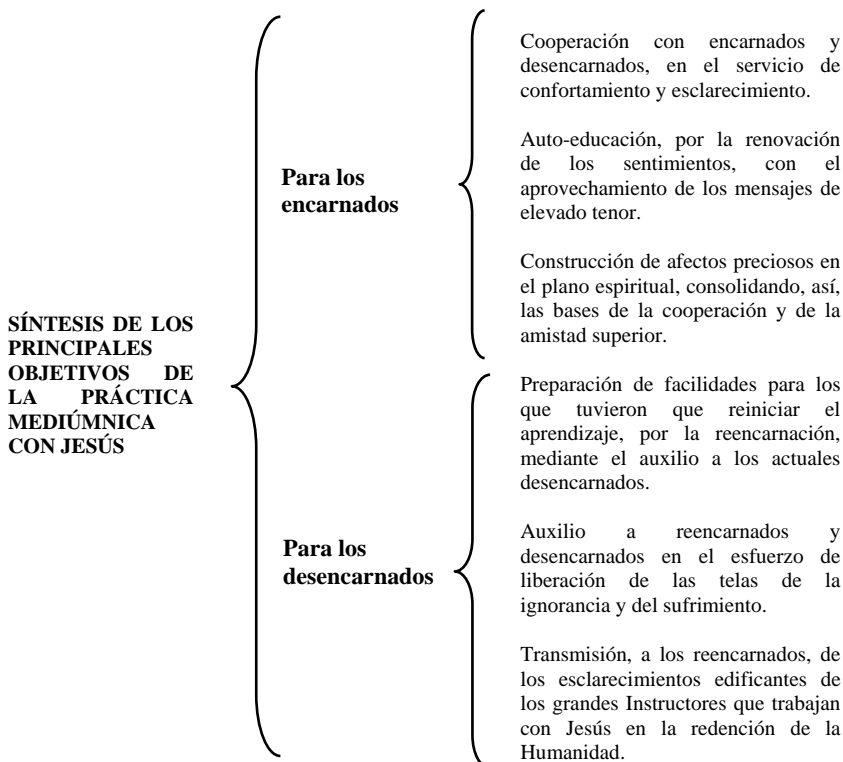 SÍNTESIS DE LOS
PRINCIPALES
OBJETIVOS DE
LA PRÁCTICA
MEDIÚMNICA
CON JESÚS
Para los
encarnados
Cooperación con encarnados y
desencarnados, en el servicio de
confortamiento y esclarecimiento.
Auto-educación, por la renovación
de los sentimientos, con el
aprovechamiento de los mensajes de
elevado tenor.
Construcción de afectos preciosos en
el plano espiritual, consolidando, así,
las bases de la cooperación y de la
amistad superior.
Para los
desencarnados
Preparación de facilidades para los
que tuvieron que reiniciar el
aprendizaje, por la reencarnación,
mediante el auxilio a los actuales
desencarnados.
Auxilio a reencarnados y
desencarnados en el esfuerzo de
liberación de las telas de la
ignorancia y del sufrimiento.
Transmisión, a los reencarnados, de
los esclarecimientos edificantes de
los grandes Instructores que trabajan
con Jesús en la redención de la
Humanidad.